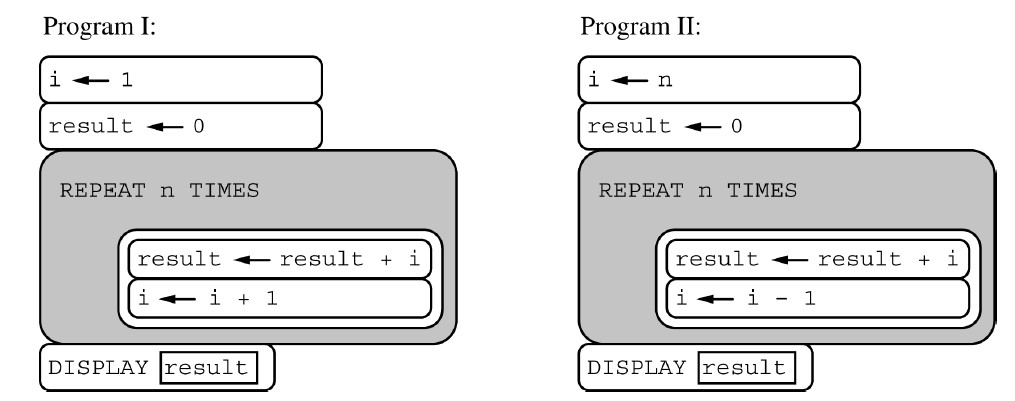 Program I:
i ← 1
result ← 0
REPEAT n TIMES
result ← result + i
i ← i + 1
DISPLAY result
Program II:
i ← n
result ← 0
REPEAT n TIMES
result ← result + i
i ← i - 1
DISPLAY result